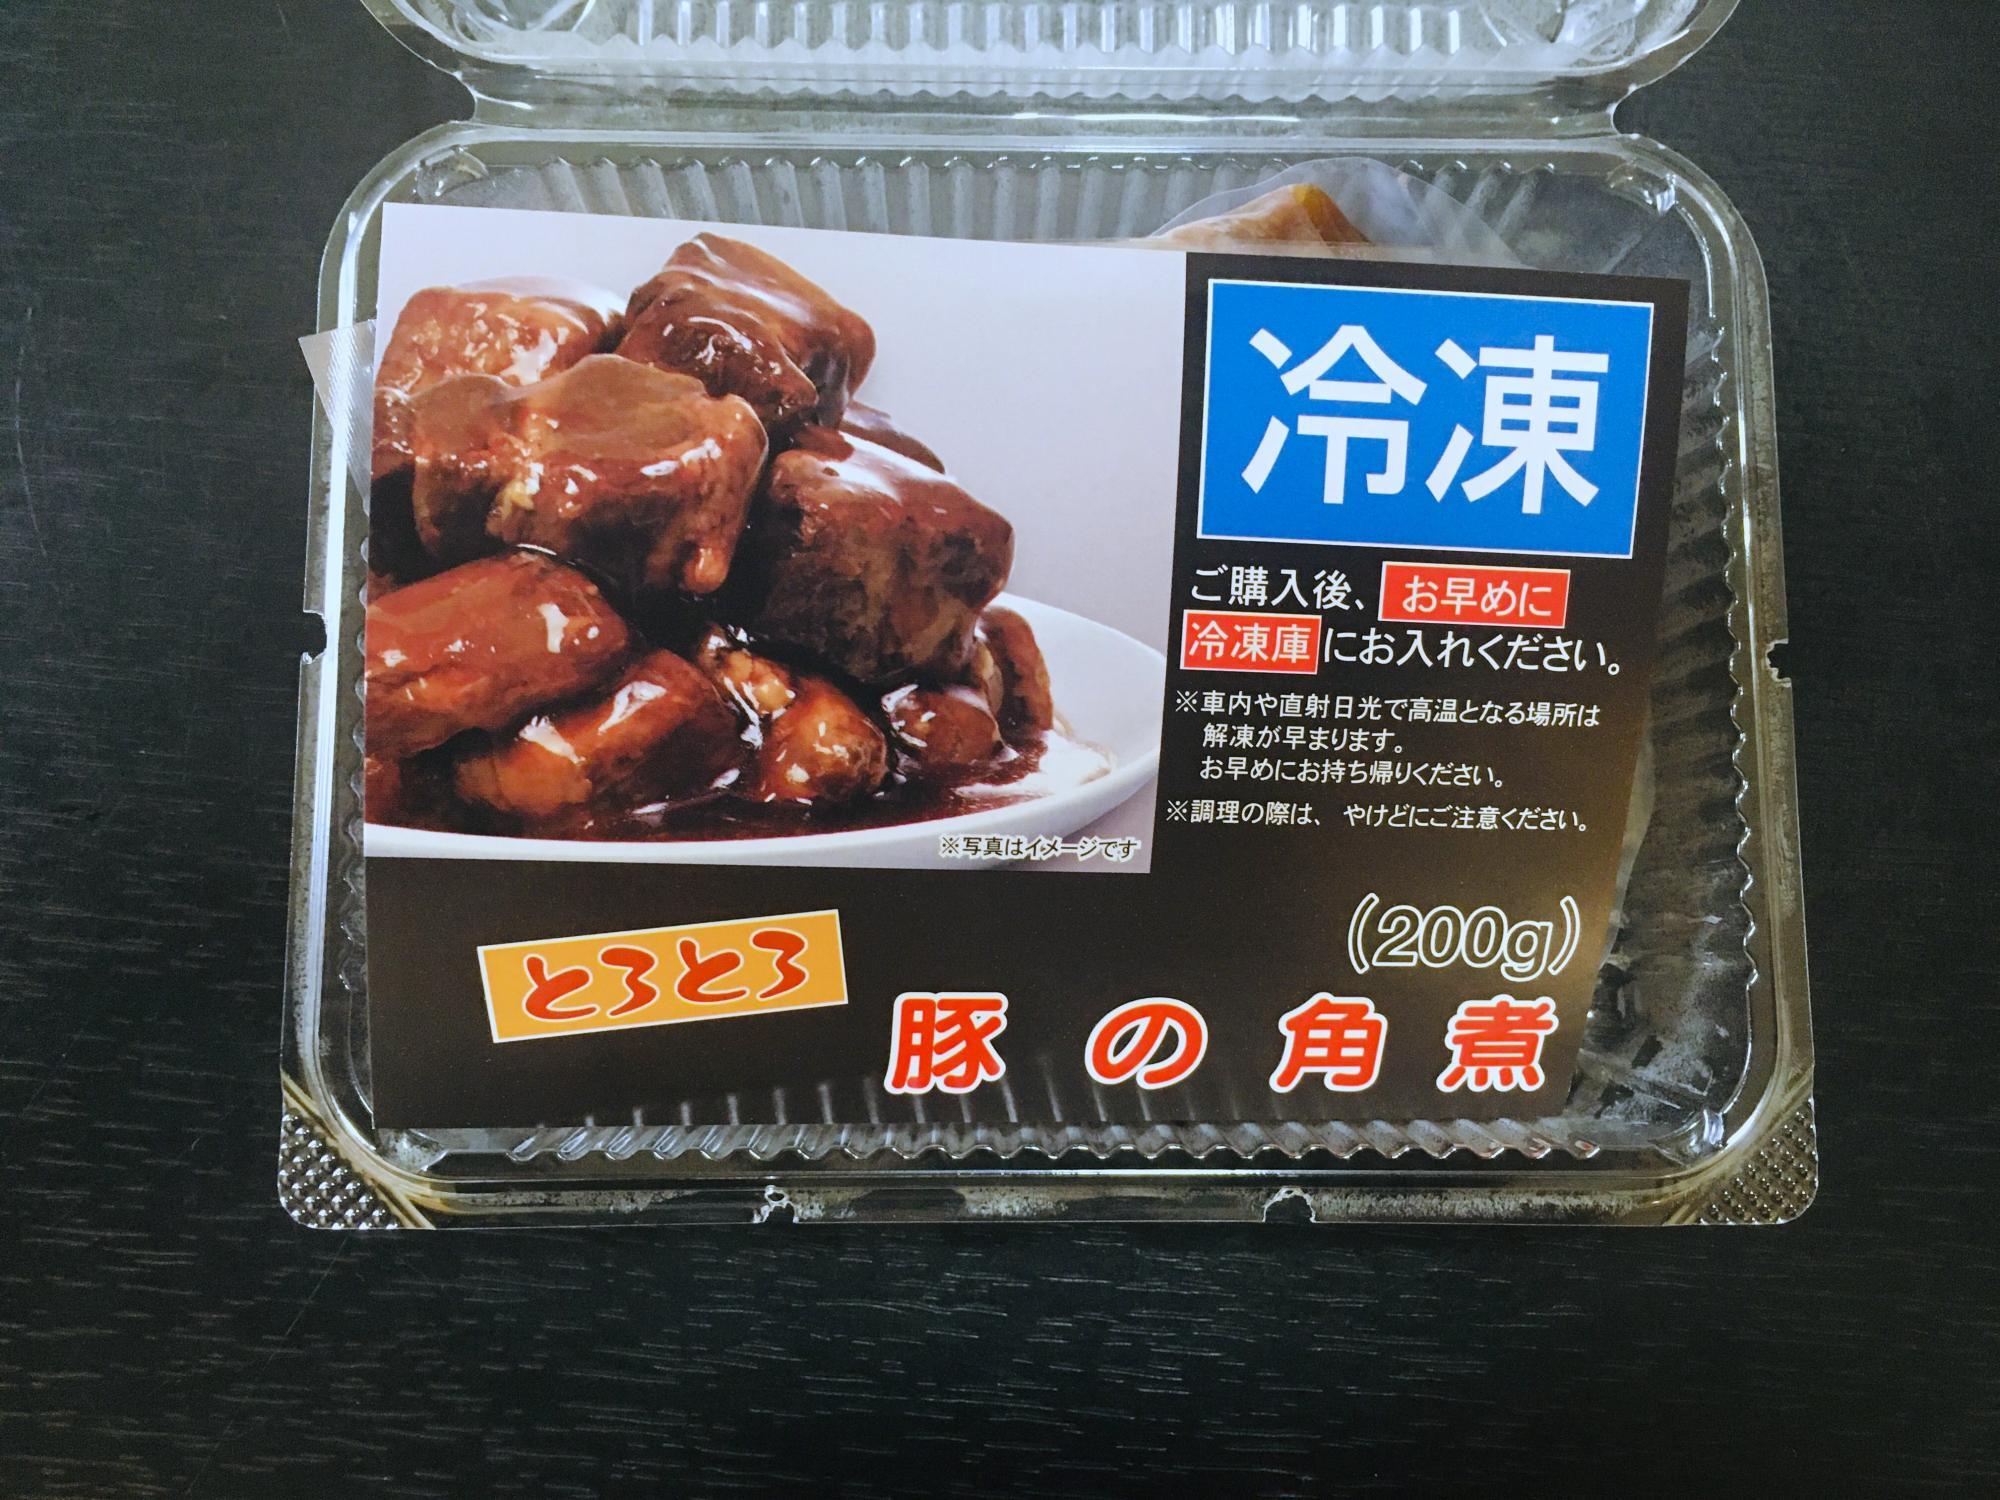 冷凍
ご購入後、お早めに
冷凍庫にお入れください。
※車内や直射日光で高温となる場所は
解凍が早まります。
お早めにお持ち帰りください。
※調理の際は、やけどにご注意ください。
※写真はイメージです
(200g)
とろとろ
豚の角煮